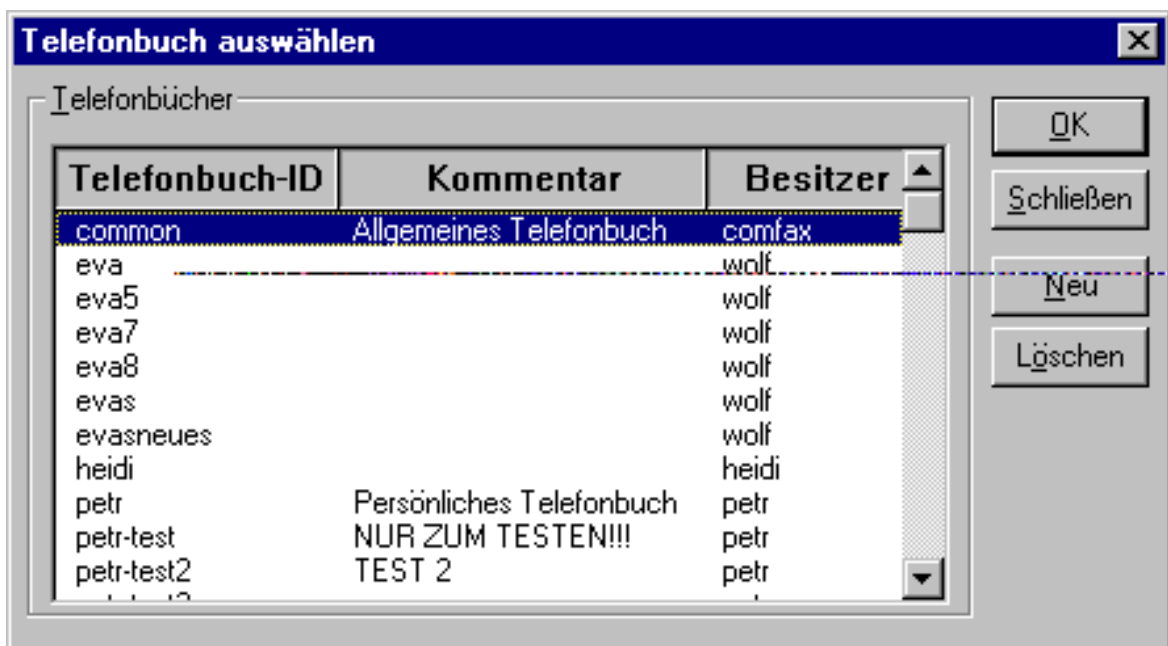 Telefonbuch auswählen
Telefonbücher
Telefonbuch-ID Kommentar Besitzer
common Allgemeines Telefonbuch comfax
eva wolf
eva5 wolf
eva7 wolf
eva8 wolf
evas wolf
evasneues wolf
heidi heidi
petr Persönliches Telefonbuch petr
petr-test NUR ZUM TESTEN!!! petr
petr-test2 TEST 2 petr
OK
Schließen
Neu
Löschen